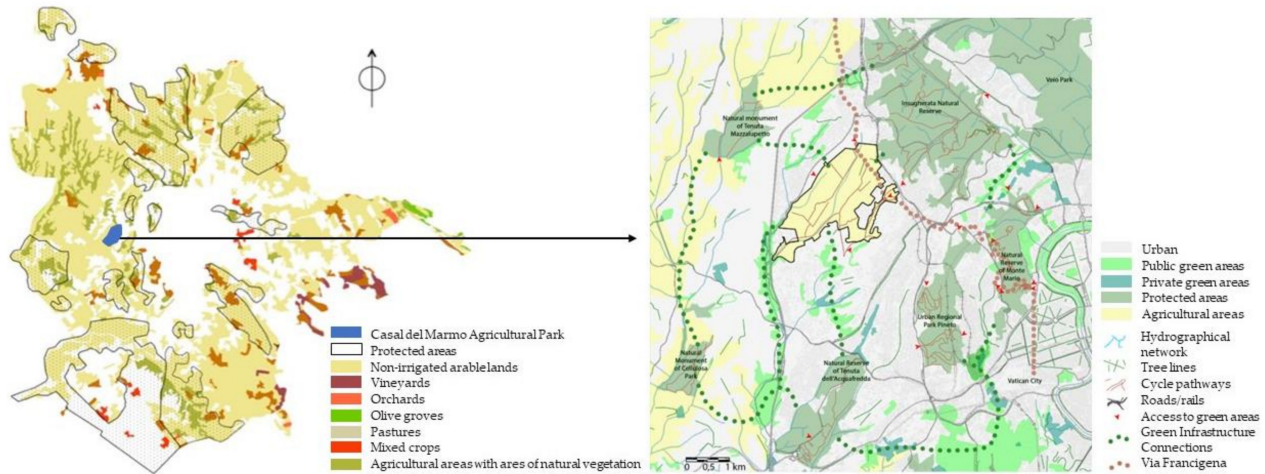 Casal del Marmo Agricultural Park
Protected areas
Non-irrigated arable lands
Vineyards
Orchards
Olive groves
Pastures
Mixed crops
Agricultural areas with ares of natural vegetation
Veio Park
Insugherata Natural
Reserve
Natural monument
of Tenuta
Mazzalupetto
Natural
Reserve
of Monte
Mario
Urban Regional
Park Pineto
Natural
Monument
of Cellulosa
Park
Natural Reserve
of Tenuta
dell'Acquafredda
Vatican City
0 0,5 1 km
Urban
Public green areas
Private green areas
Protected areas
Agricultural areas
Hydrographical
network
Tree lines
Cycle pathways
Roads/rails
Access to green areas
Green Infrastructure
Connections
Via Francigena